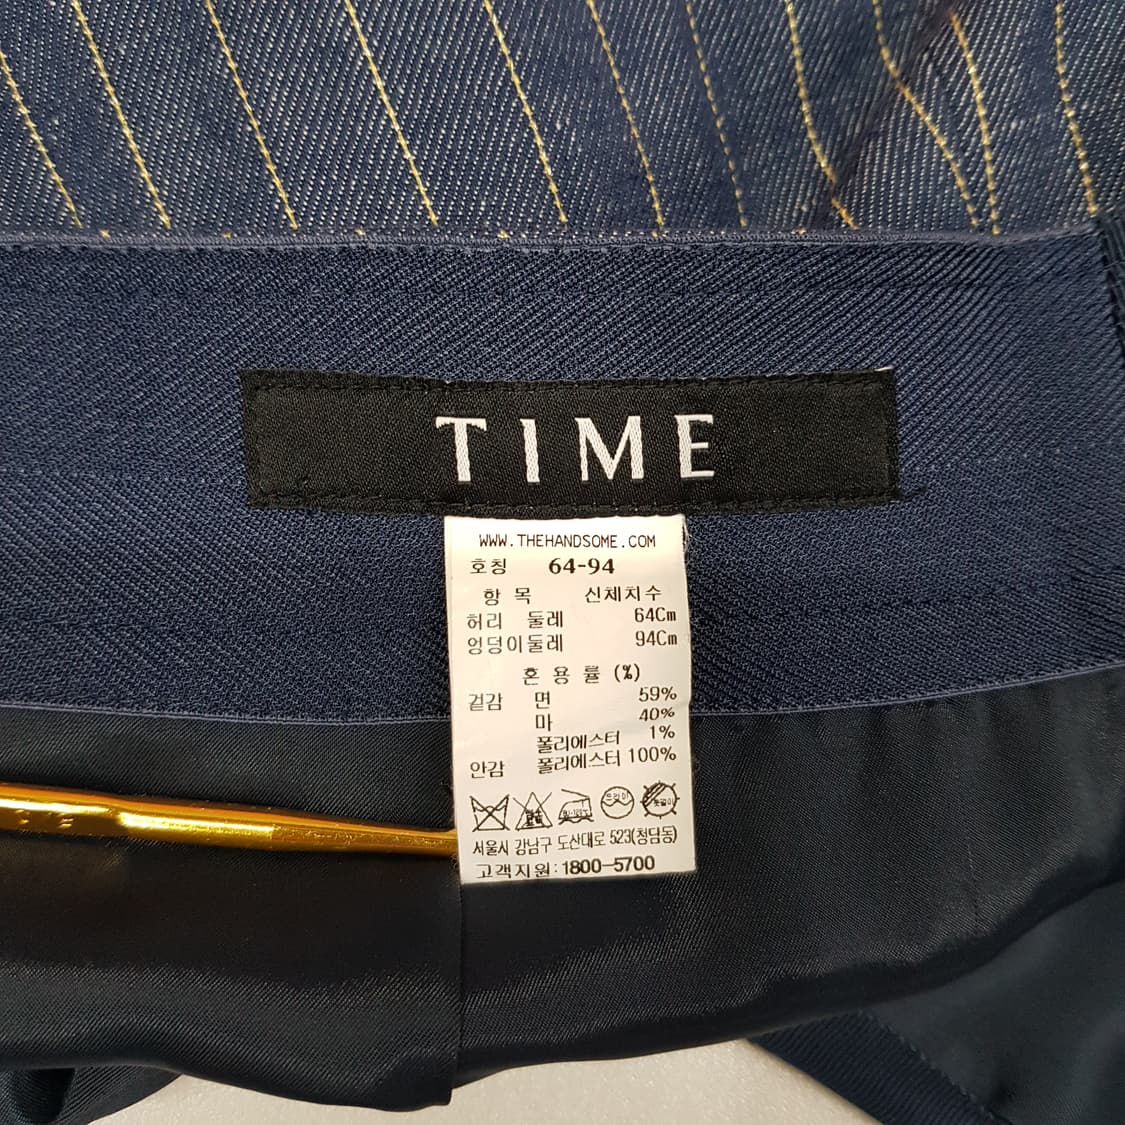 TIME
WWW.THEHANDSOME.COM
호칭 64-94
항 목 신체치수
허리 둘레 64Cm
엉덩이둘레 94Cm
혼 용 률 (%)
겉감 면 59%
마 40%
폴리에스터 1%
안감 폴리에스터 100%
드라이
서울시 강남구 도산대로 523(청담동)
고객지원:1800-5700